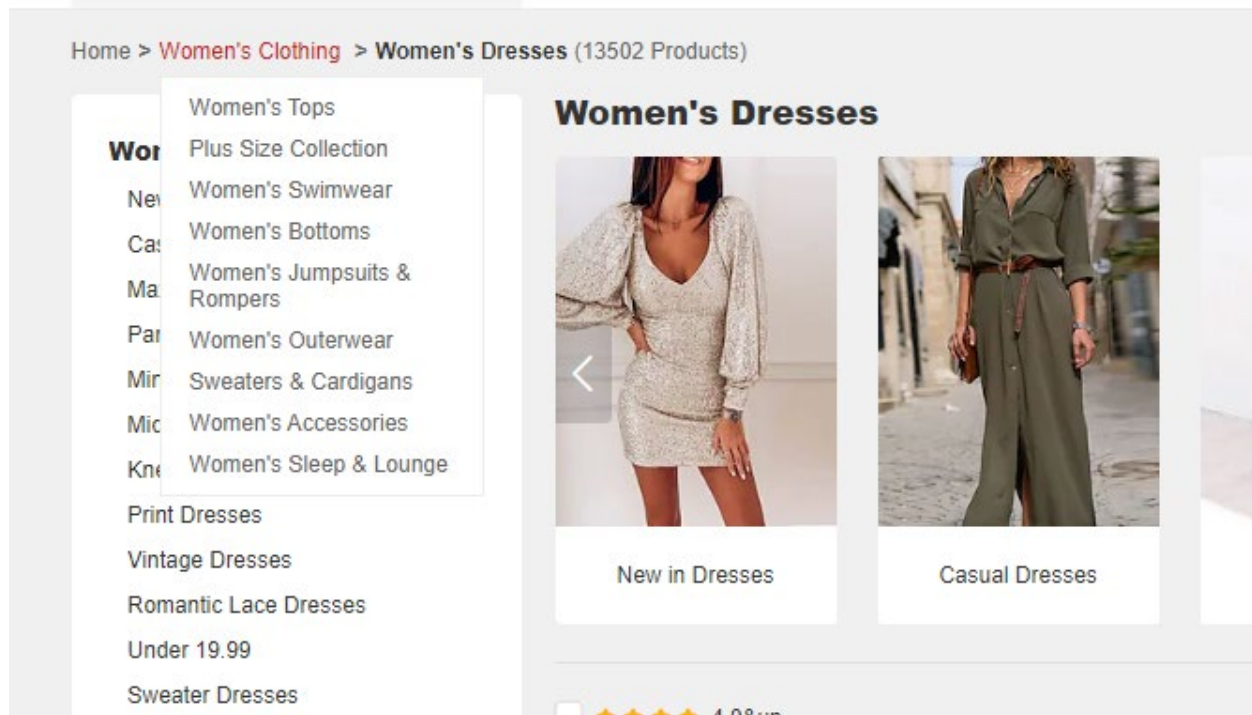 Home > Women's Clothing > Women's Dresses (13502 Products)
Women's Tops
Plus Size Collection
Women's Swimwear
Women's Bottoms
Women's Jumpsuits &
Rompers
Women's Outerwear
Sweaters & Cardigans
Women's Accessories
Women's Sleep & Lounge
Print Dresses
Vintage Dresses
Romantic Lace Dresses
Under 19.99
Sweater Dresses
Women's Dresses
New in Dresses
Casual Dresses